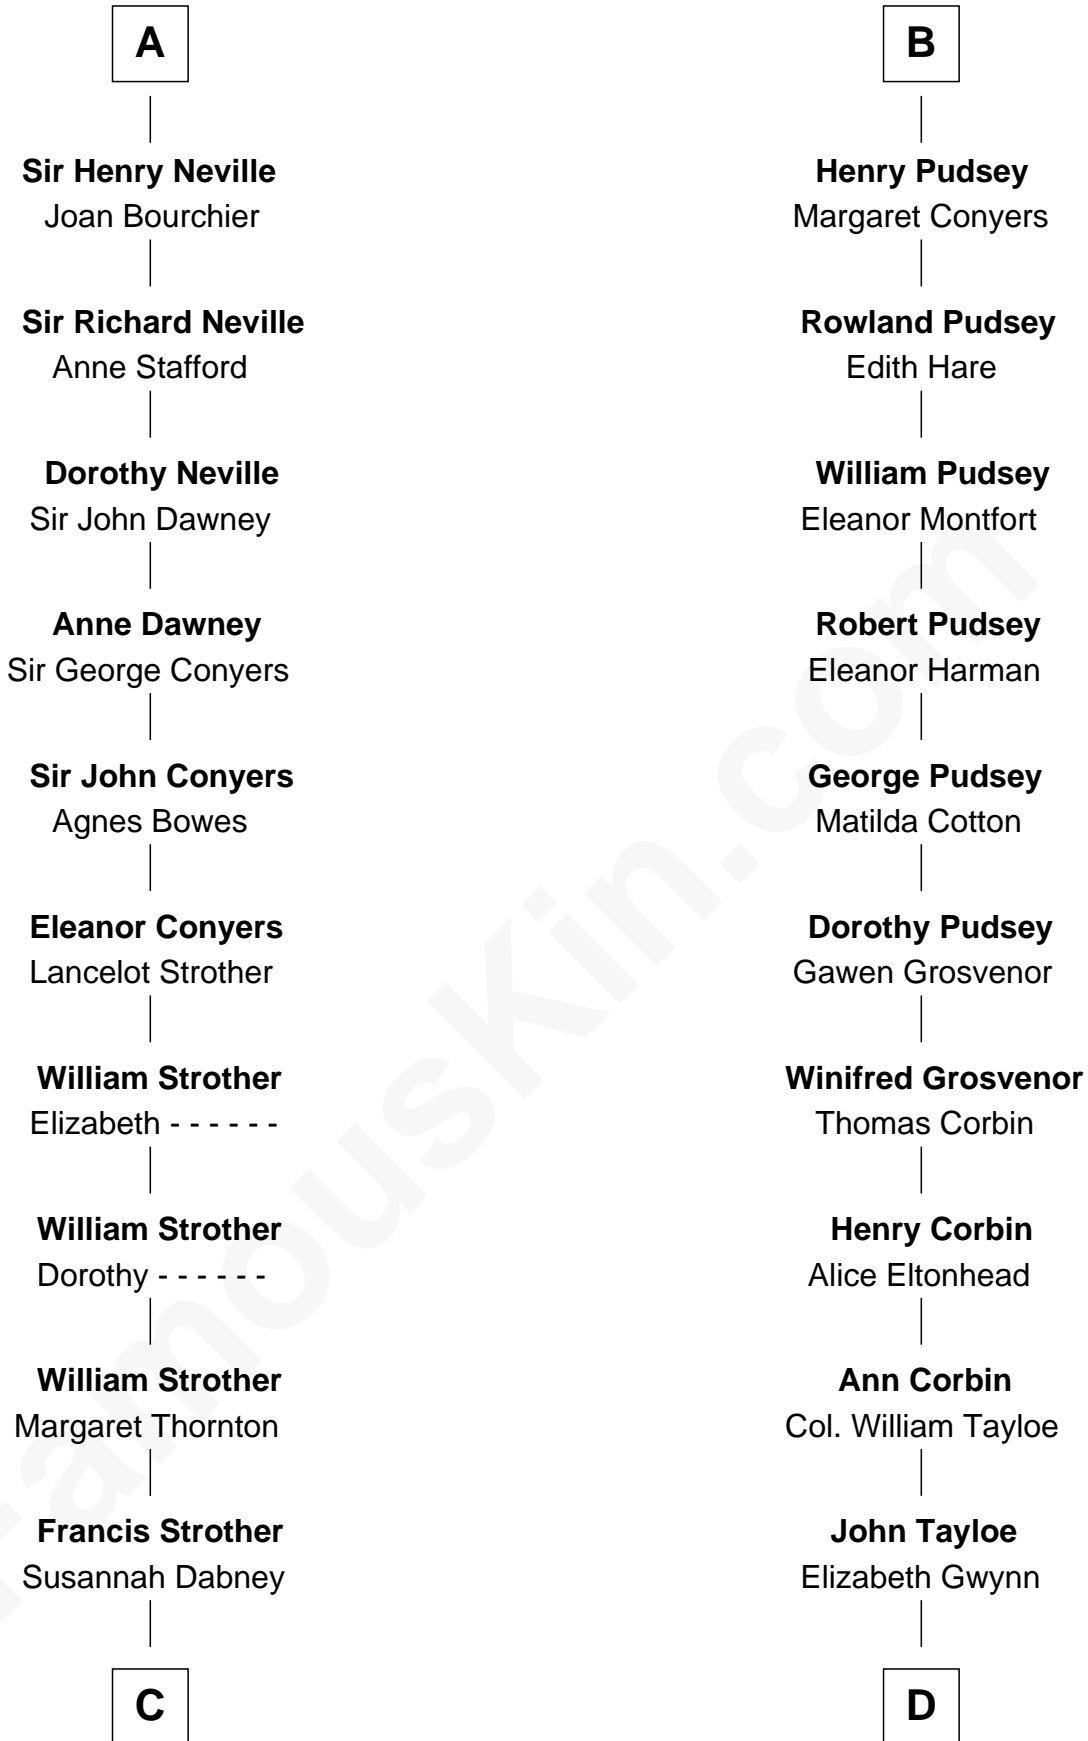 A
Sir Henry Neville
Joan Bourchier
Sir Richard Neville
Anne Stafford
Dorothy Neville
Sir John Dawney
Anne Dawney
Sir George Conyers
Sir John Conyers
Agnes Bowes
Eleanor Conyers
Lancelot Strother
William Strother
Elizabeth - - - - - -
William Strother
Dorothy - - - - - -
William Strother
Margaret Thornton
Francis Strother
Susannah Dabney
C
B
Henry Pudsey
Margaret Conyers
Rowland Pudsey
Edith Hare
William Pudsey
Eleanor Montfort
Robert Pudsey
Eleanor Harman
George Pudsey
Matilda Cotton
Dorothy Pudsey
Gawen Grosvenor
Winifred Grosvenor
Thomas Corbin
Henry Corbin
Alice Eltonhead
Ann Corbin
Col. William Tayloe
John Tayloe
Elizabeth Gwynn
D
FamousKin.com